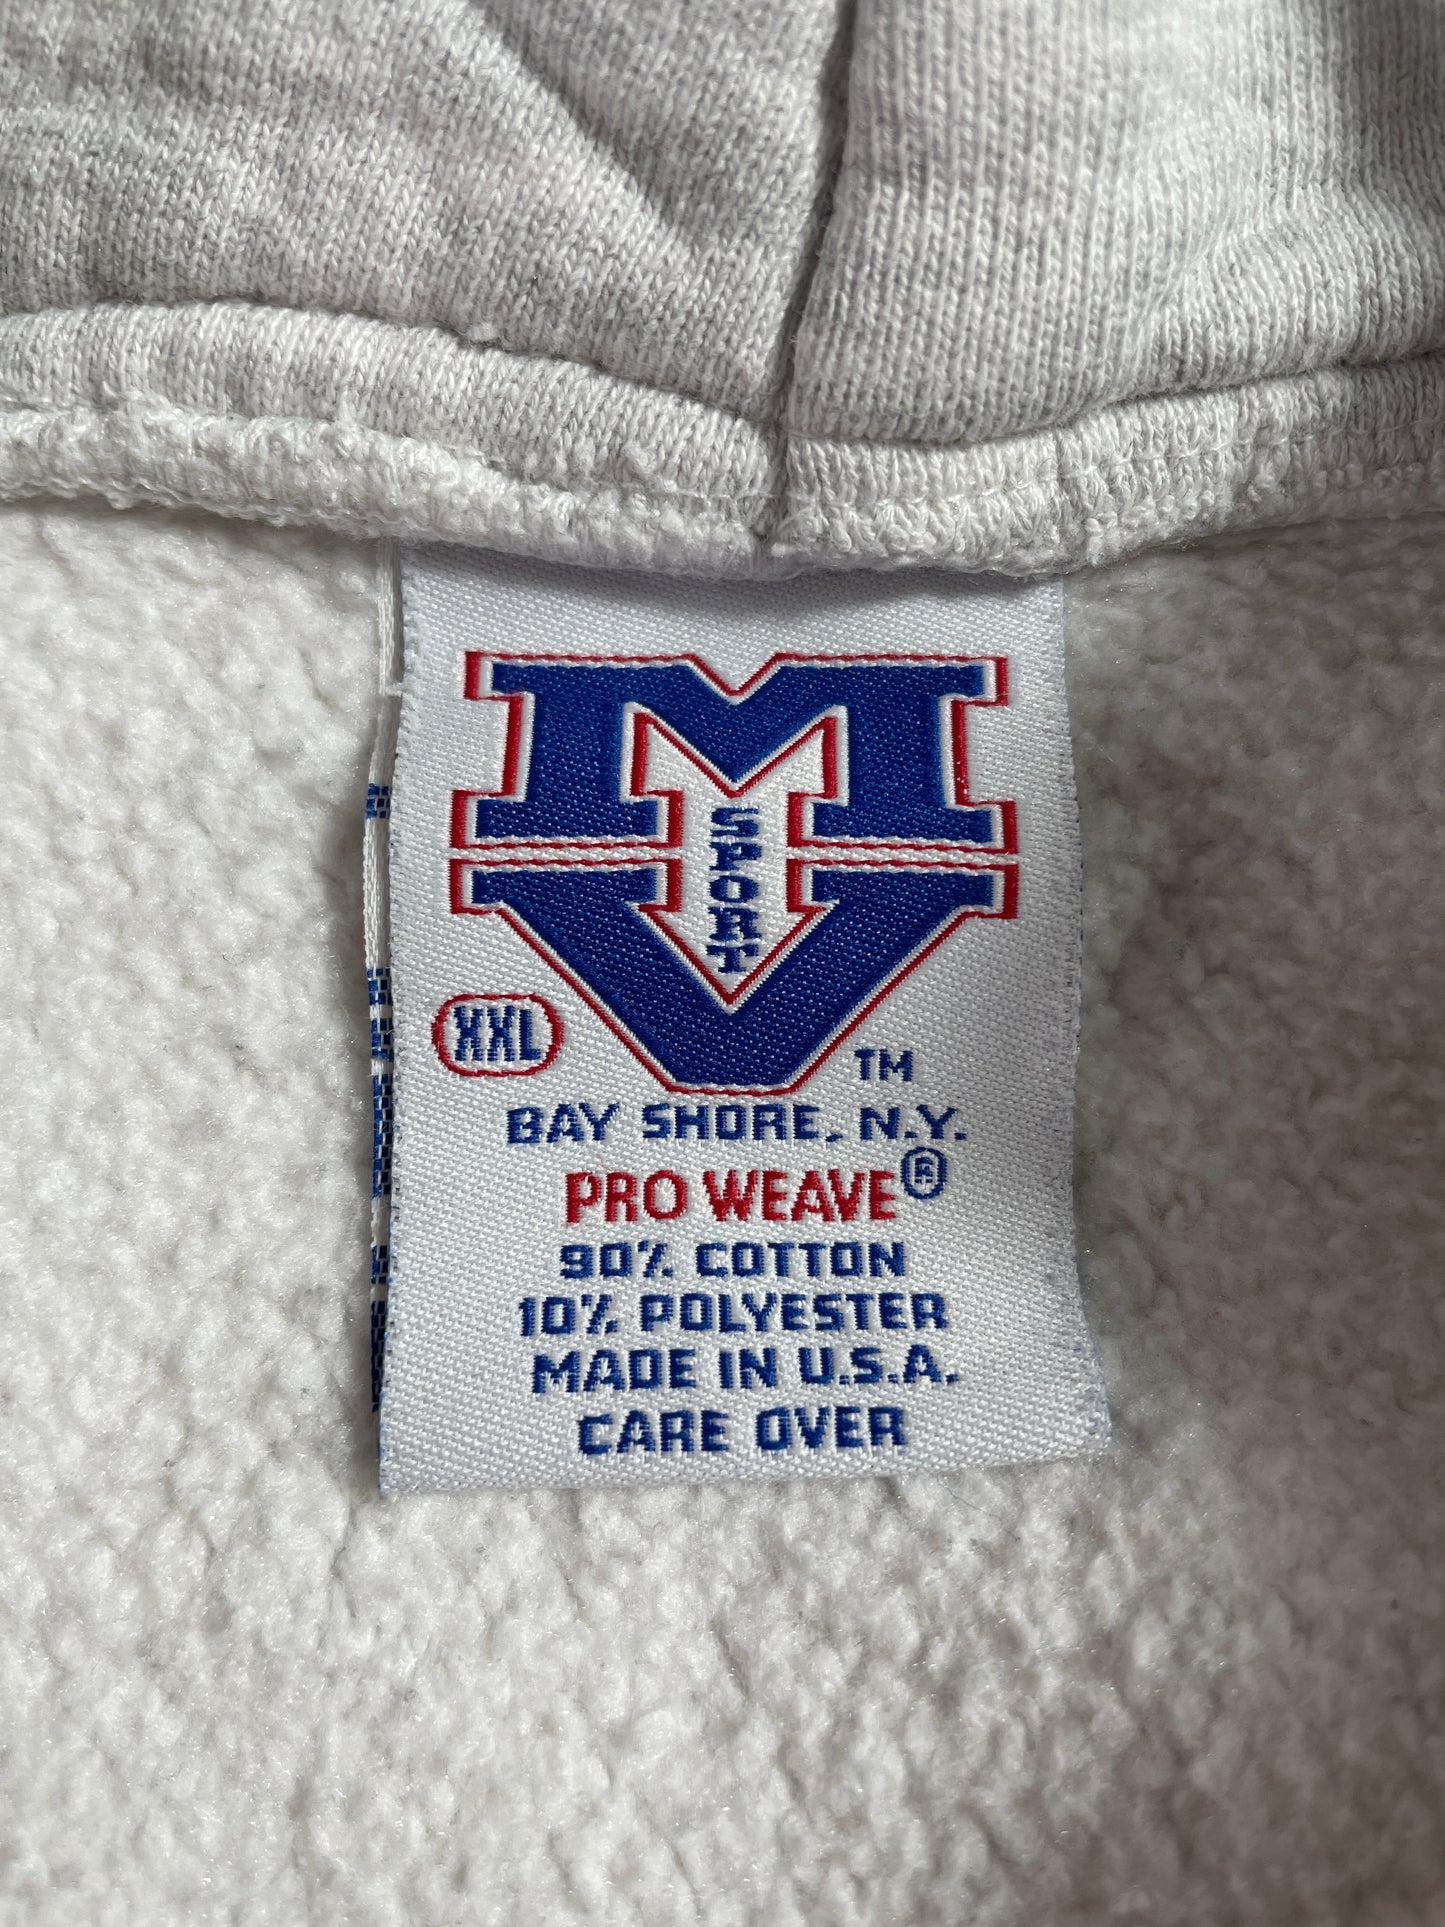 MV
SPORT
XXL
TM
BAY SHORE, N.Y.
PRO WEAVE®
90% COTTON
10% POLYESTER
MADE IN U.S.A.
CARE OVER